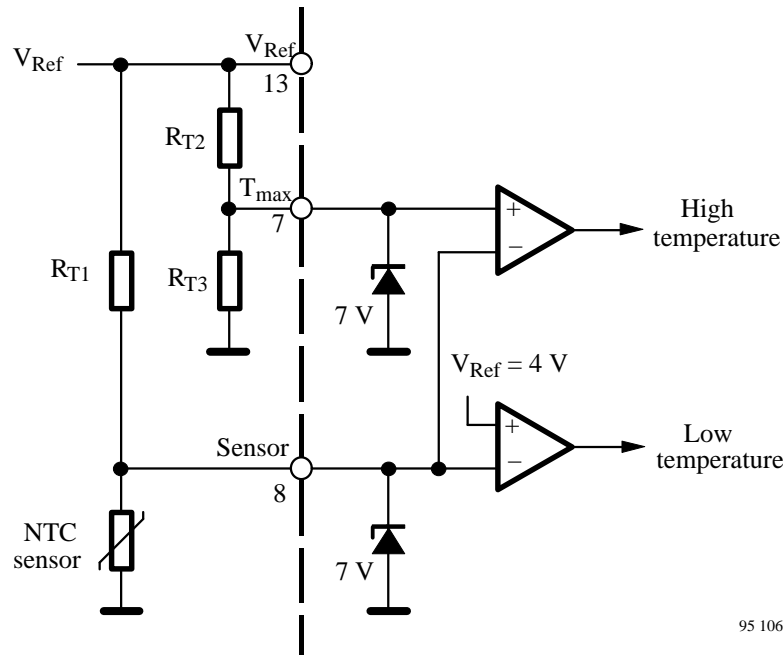 V_Ref
V_Ref
13
R_T2
T_max
7
+
−
High
temperature
R_T1
R_T3
7 V
V_Ref = 4 V
+
−
Low
temperature
Sensor
8
NTC
sensor
7 V
95 106